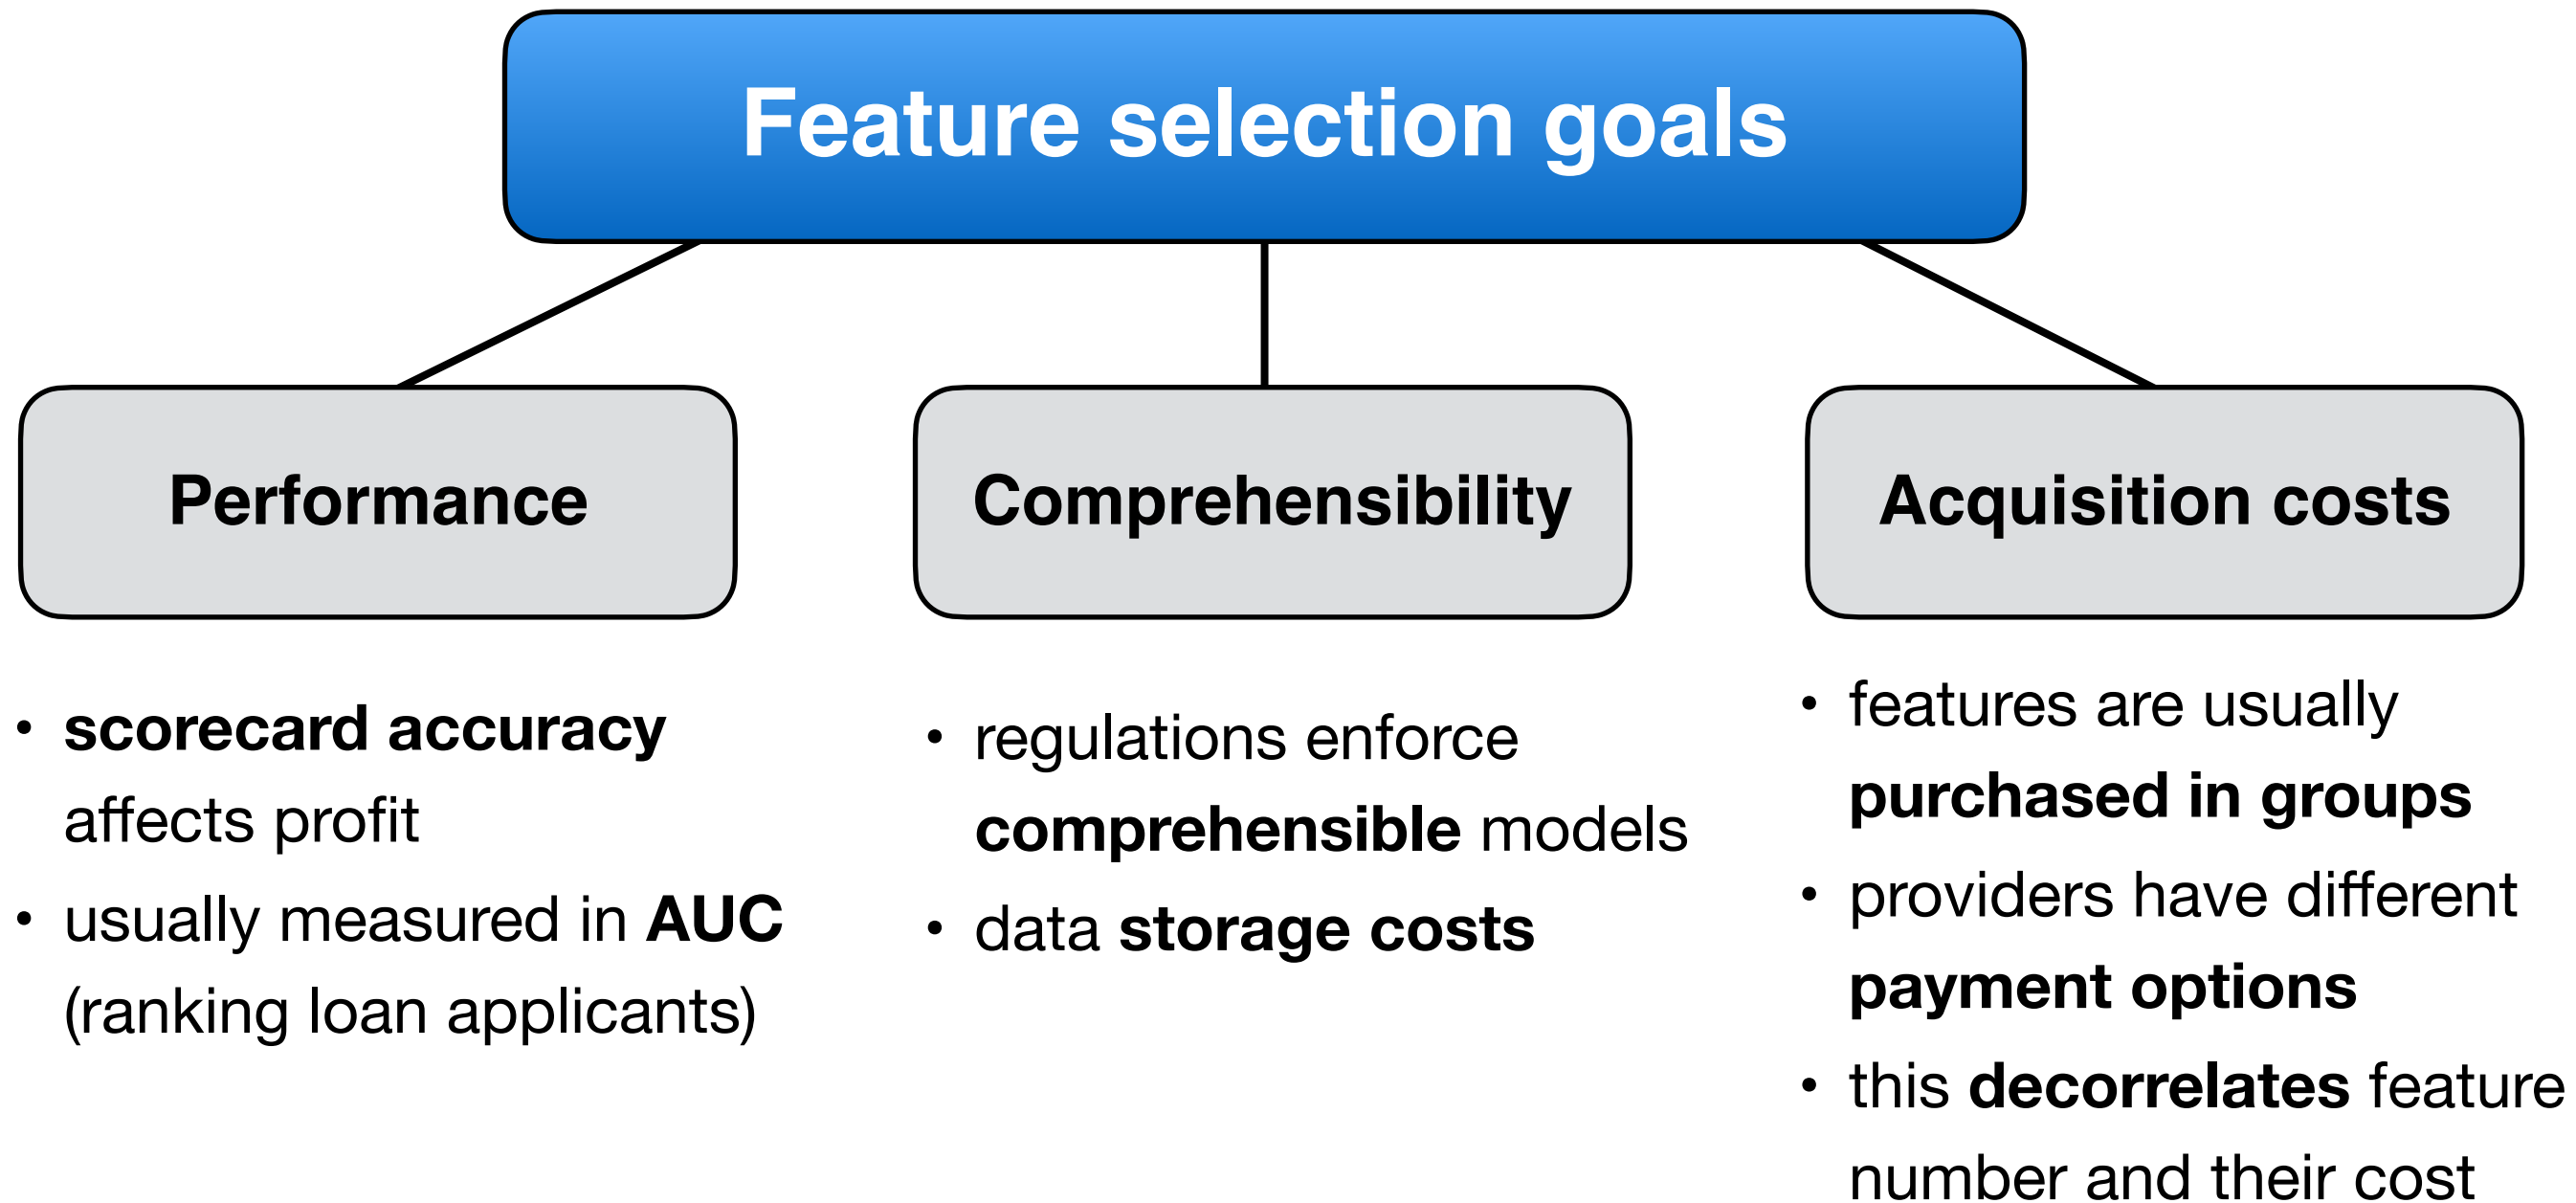 Feature selection goals
Performance
Comprehensibility
Acquisition costs
• scorecard accuracy
affects profit
• usually measured in AUC
(ranking loan applicants)
• regulations enforce
comprehensible models
• data storage costs
• features are usually
purchased in groups
• providers have different
payment options
• this decorrelates feature
number and their cost